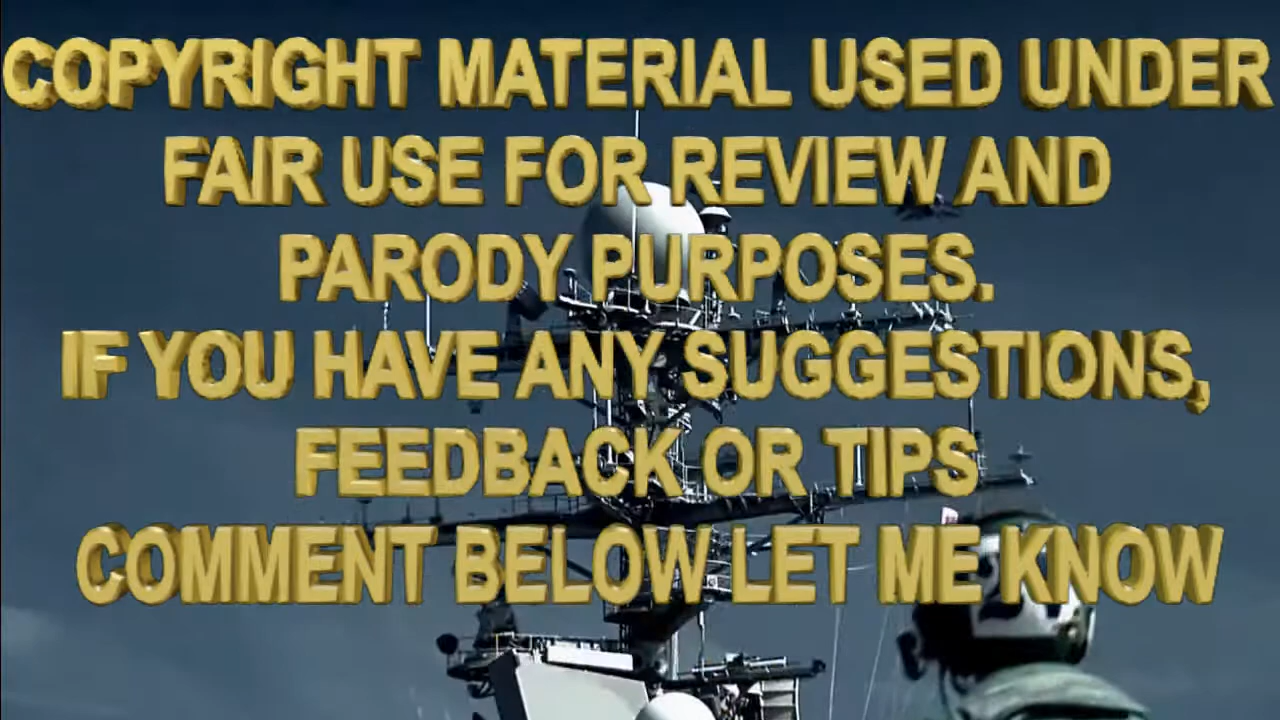 COPYRIGHT MATERIAL USED UNDER
FAIR USE FOR REVIEW AND
PARODY PURPOSES.
IF YOU HAVE ANY SUGGESTIONS,
FEEDBACK OR TIPS
COMMENT BELOW LET ME KNOW